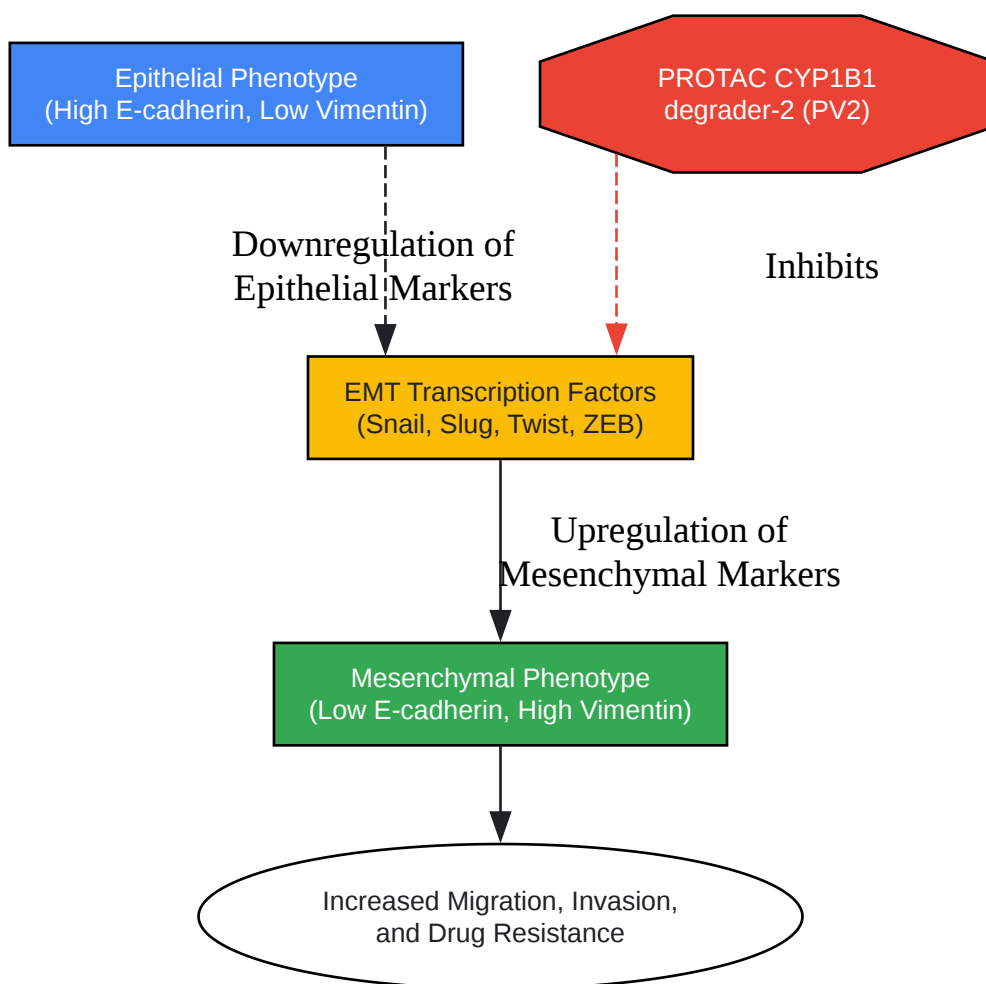 Epithelial Phenotype
(High E-cadherin, Low Vimentin)
PROTAC CYP1B1
degrader-2 (PV2)
Downregulation of
Epithelial Markers
Inhibits
EMT Transcription Factors
(Snail, Slug, Twist, ZEB)
Upregulation of
Mesenchymal Markers
Mesenchymal Phenotype
(Low E-cadherin, High Vimentin)
Increased Migration, Invasion,
and Drug Resistance